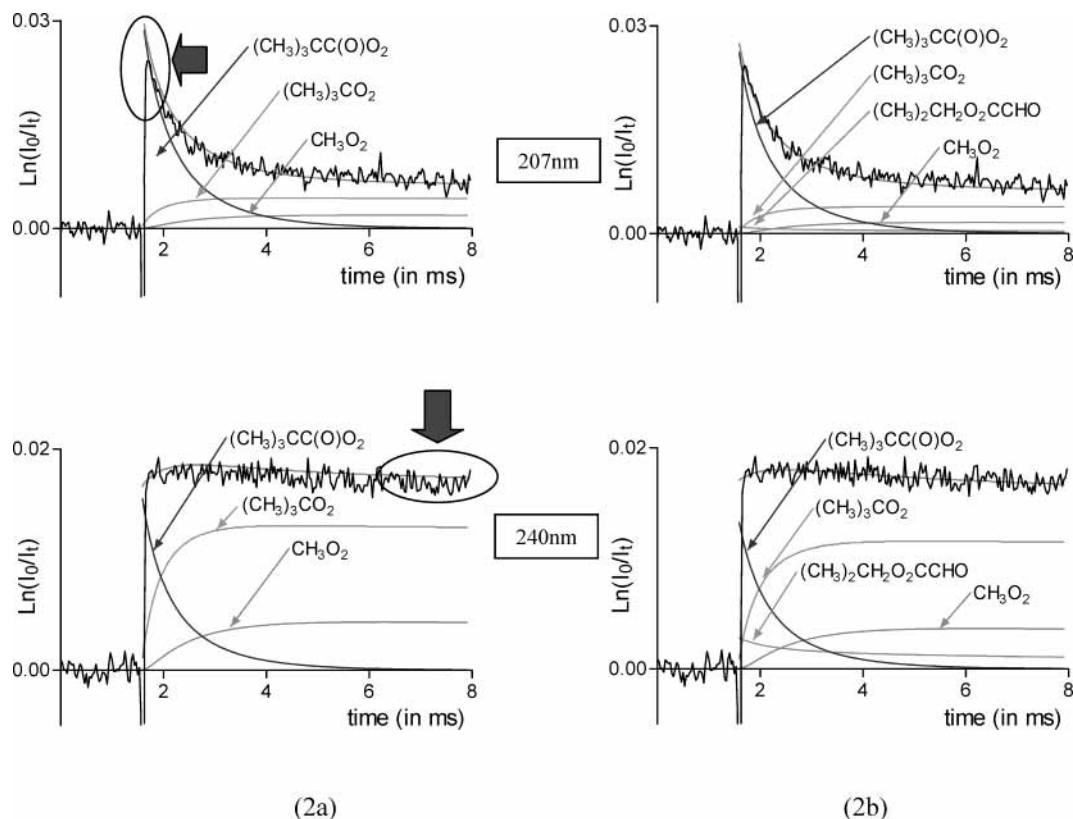 0.03
(CH₃)₃CC(O)O₂
(CH₃)₃CO₂
CH₃O₂
Ln(I₀/Iₜ)
0.00
2 4 6 8
time (in ms)
207nm
0.03
(CH₃)₃CC(O)O₂
(CH₃)₃CO₂
(CH₃)₂CH₂O₂CCHO
CH₃O₂
Ln(I₀/Iₜ)
0.00
2 4 6 8
time (in ms)
0.02
(CH₃)₃CC(O)O₂
(CH₃)₃CO₂
CH₃O₂
Ln(I₀/Iₜ)
0.00
2 4 6 8
time (in ms)
240nm
0.02
(CH₃)₃CC(O)O₂
(CH₃)₃CO₂
(CH₃)₂CH₂O₂CCHO
CH₃O₂
Ln(I₀/Iₜ)
0.00
2 4 6 8
time (in ms)
(2a)
(2b)